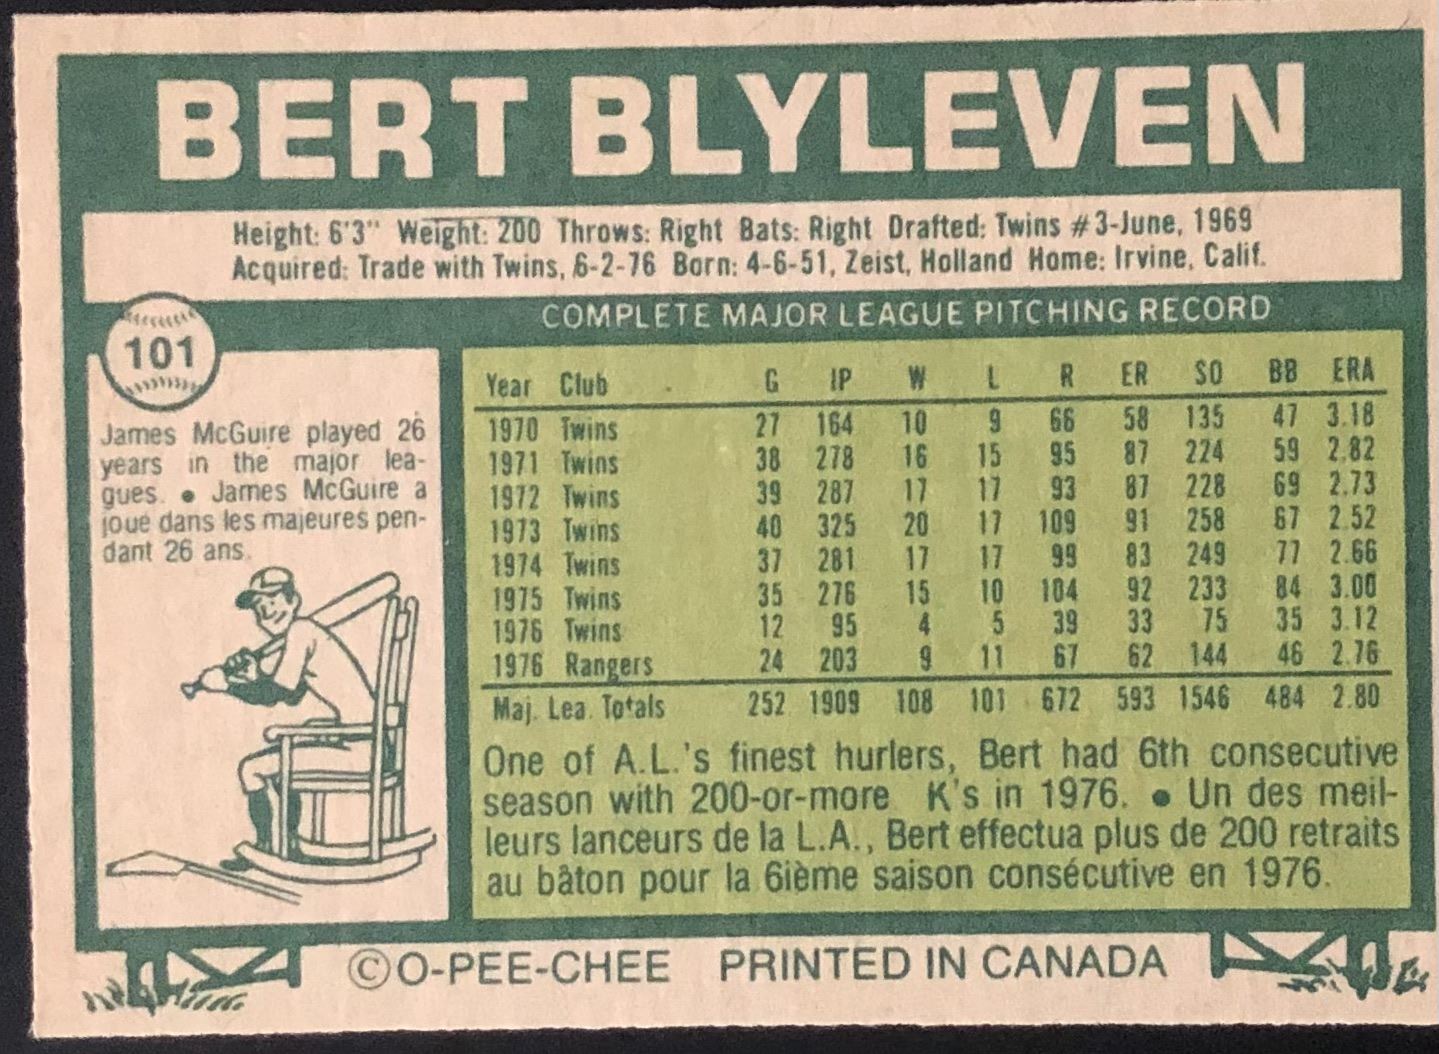 BERT BLYLEVEN
Height: 6'3" Weight: 200 Throws: Right Bats: Right Drafted: Twins #3-June, 1969
Acquired: Trade with Twins, 6-2-76 Born: 4-6-51, Zeist, Holland Home: Irvine, Calif.
COMPLETE MAJOR LEAGUE PITCHING RECORD
101
James McGuire played 26
years in the major lea-
gues. • James McGuire a
joué dans les majeures pen-
dant 26 ans.
Year Club G IP W L R ER SO BB ERA
1970 Twins 27 164 10 9 66 58 135 47 3.18
1971 Twins 38 278 16 15 95 87 224 59 2.82
1972 Twins 39 287 17 17 93 87 228 69 2.73
1973 Twins 40 325 20 17 109 91 258 67 2.52
1974 Twins 37 281 17 17 99 83 249 77 2.66
1975 Twins 35 276 15 10 104 92 233 84 3.00
1976 Twins 12 95 4 5 39 33 75 35 3.12
1976 Rangers 24 203 9 11 67 62 144 46 2.76
Maj. Lea. Totals 252 1909 108 101 672 593 1546 484 2.80
One of A.L.'s finest hurlers, Bert had 6th consecutive
season with 200-or-more K's in 1976. • Un des meil-
leurs lanceurs de la L.A., Bert effectua plus de 200 retraits
au bâton pour la 6ième saison consécutive en 1976.
©O-PEE-CHEE PRINTED IN CANADA